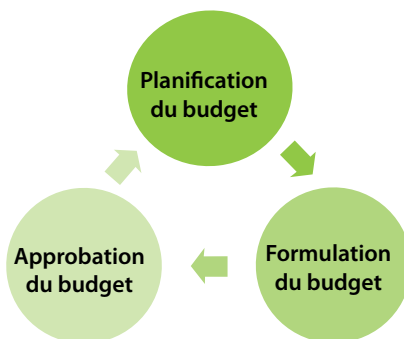 Planification
du budget
Formulation
du budget
Approbation
du budget